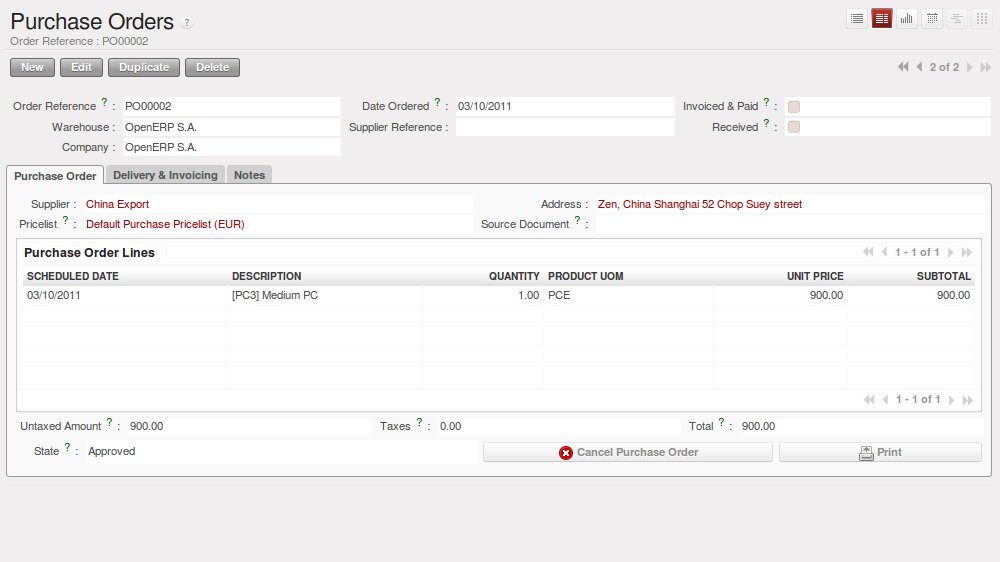 Purchase Orders ?
Order Reference : PO00002
New Edit Duplicate Delete 2 of 2
Order Reference ? : PO00002 Date Ordered ? : 03/10/2011 Invoiced & Paid ? :
Warehouse : OpenERP S.A. Supplier Reference : Received ? :
Company : OpenERP S.A.
Purchase Order Delivery & Invoicing Notes
Supplier : China Export Address : Zen, China Shanghai 52 Chop Suey street
Pricelist ? : Default Purchase Pricelist (EUR) Source Document ? :
Purchase Order Lines 1 - 1 of 1
SCHEDULED DATE DESCRIPTION QUANTITY PRODUCT UOM UNIT PRICE SUBTOTAL
03/10/2011 [PC3] Medium PC 1.00 PCE 900.00 900.00
1 - 1 of 1
Untaxed Amount ? : 900.00 Taxes ? : 0.00 Total ? : 900.00
State ? : Approved Cancel Purchase Order Print